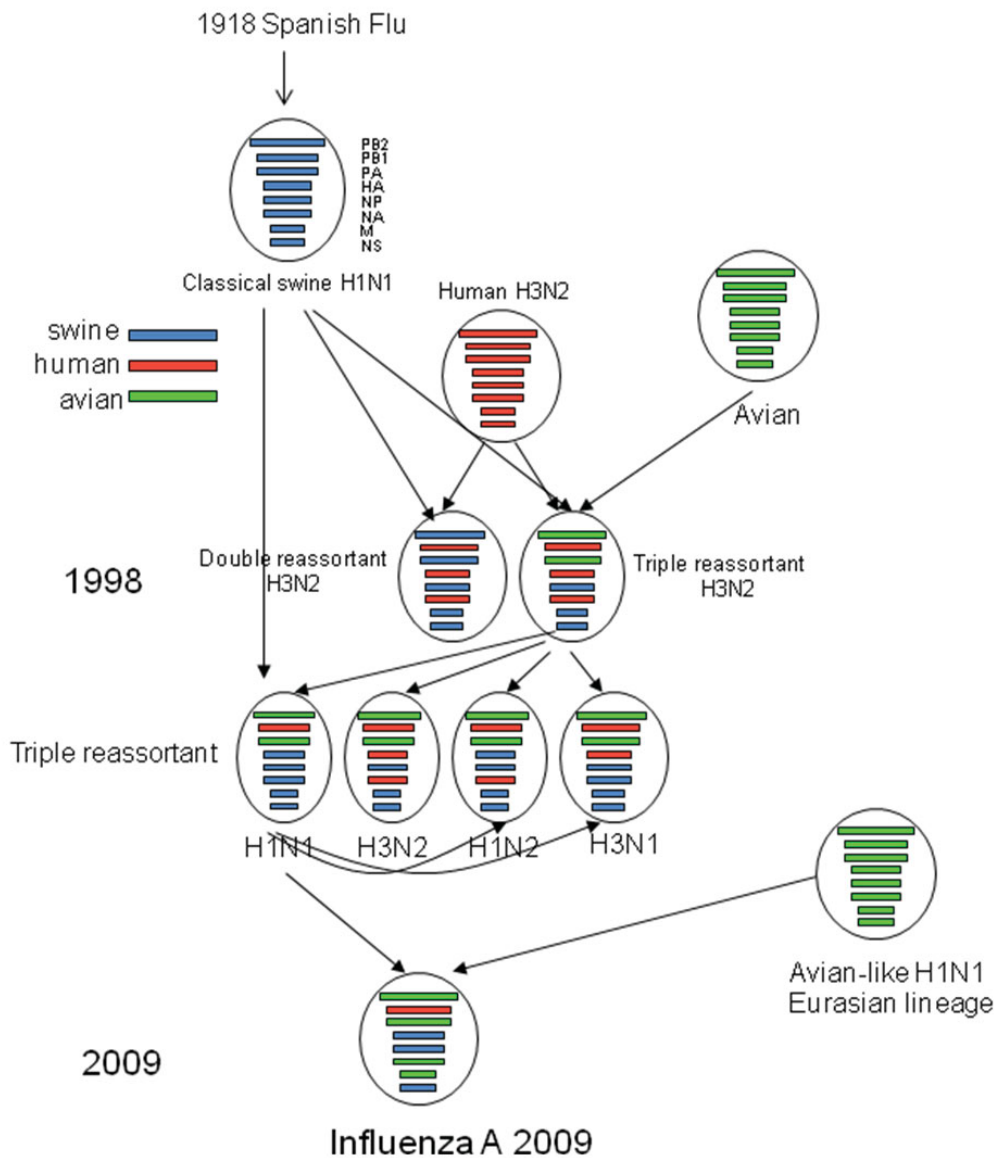 1918 Spanish Flu
PB2
PB1
PA
HA
NP
NA
M
NS
Classical swine H1N1
Human H3N2
swine
human
avian
Avian
Double reassortant
H3N2
Triple reassortant
H3N2
1998
Triple reassortant
H1N1
H3N2
H1N2
H3N1
Avian-like H1N1
Eurasian lineage
2009
Influenza A 2009